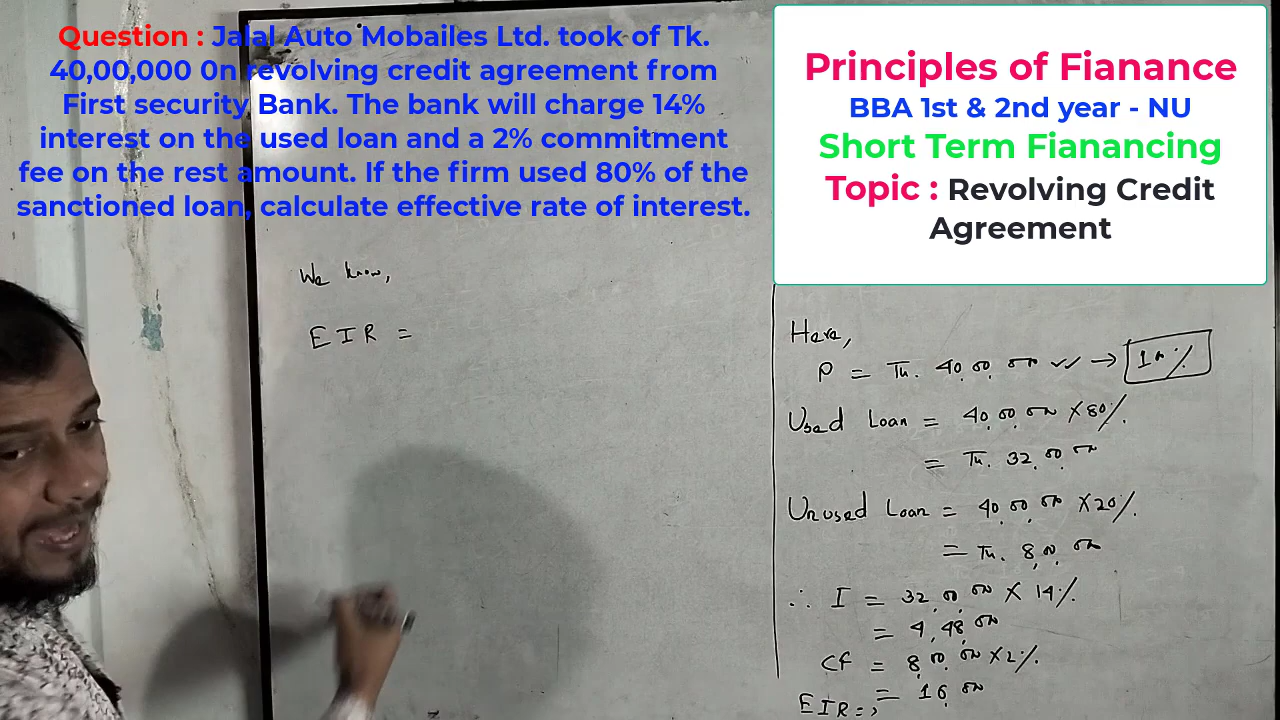 Question : Jalal Auto Mobailes Ltd. took of Tk.
40,00,000 0n revolving credit agreement from
First security Bank. The bank will charge 14%
interest on the used loan and a 2% commitment
fee on the rest amount. If the firm used 80% of the
sanctioned loan, calculate effective rate of interest.
Principles of Fianance
BBA 1st & 2nd year - NU
Short Term Fianancing
Topic : Revolving Credit
Agreement
We know,
EIR =
Here,
P = Tk. 40,00,000 ✓✓ →
Used Loan = 40,00,000 X 80%.
= Tk. 32,00,000
Unused Loan = 40,00,000 X 20%.
= Tk. 8,00,000
∴ I = 32,00,000 X 14%.
= 4,48,000
CF = 8,00,000 X 2%.
= 16,000
EIR = ?